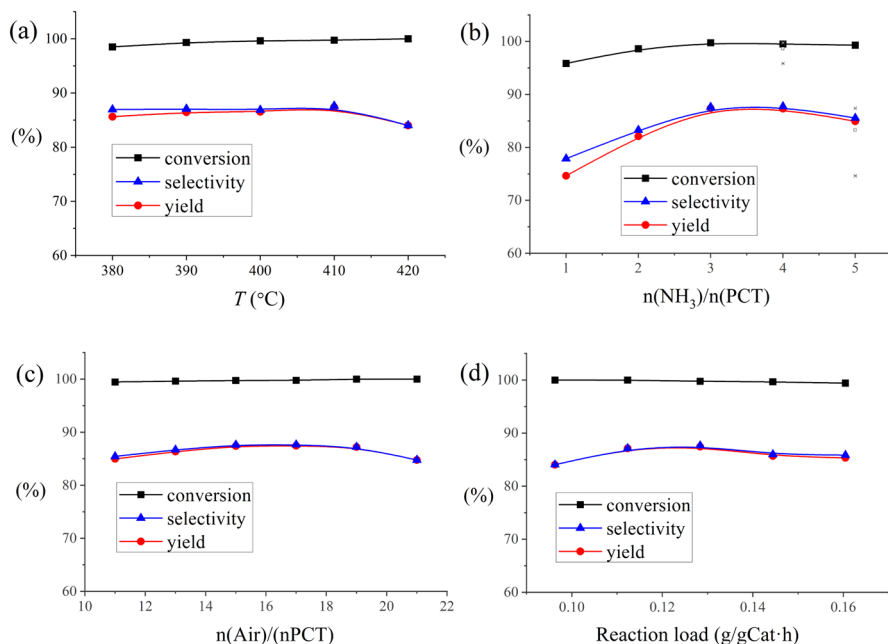 (a)
100
90
80
70
60
(%)
conversion
selectivity
yield
380 390 400 410 420
T (°C)
(b)
100
90
80
70
60
(%)
conversion
selectivity
yield
1 2 3 4 5
n(NH₃)/n(PCT)
(c)
100
90
80
70
60
(%)
conversion
selectivity
yield
10 12 14 16 18 20 22
n(Air)/(nPCT)
(d)
100
90
80
70
60
(%)
conversion
selectivity
yield
0.10 0.12 0.14 0.16
Reaction load (g/gCat·h)